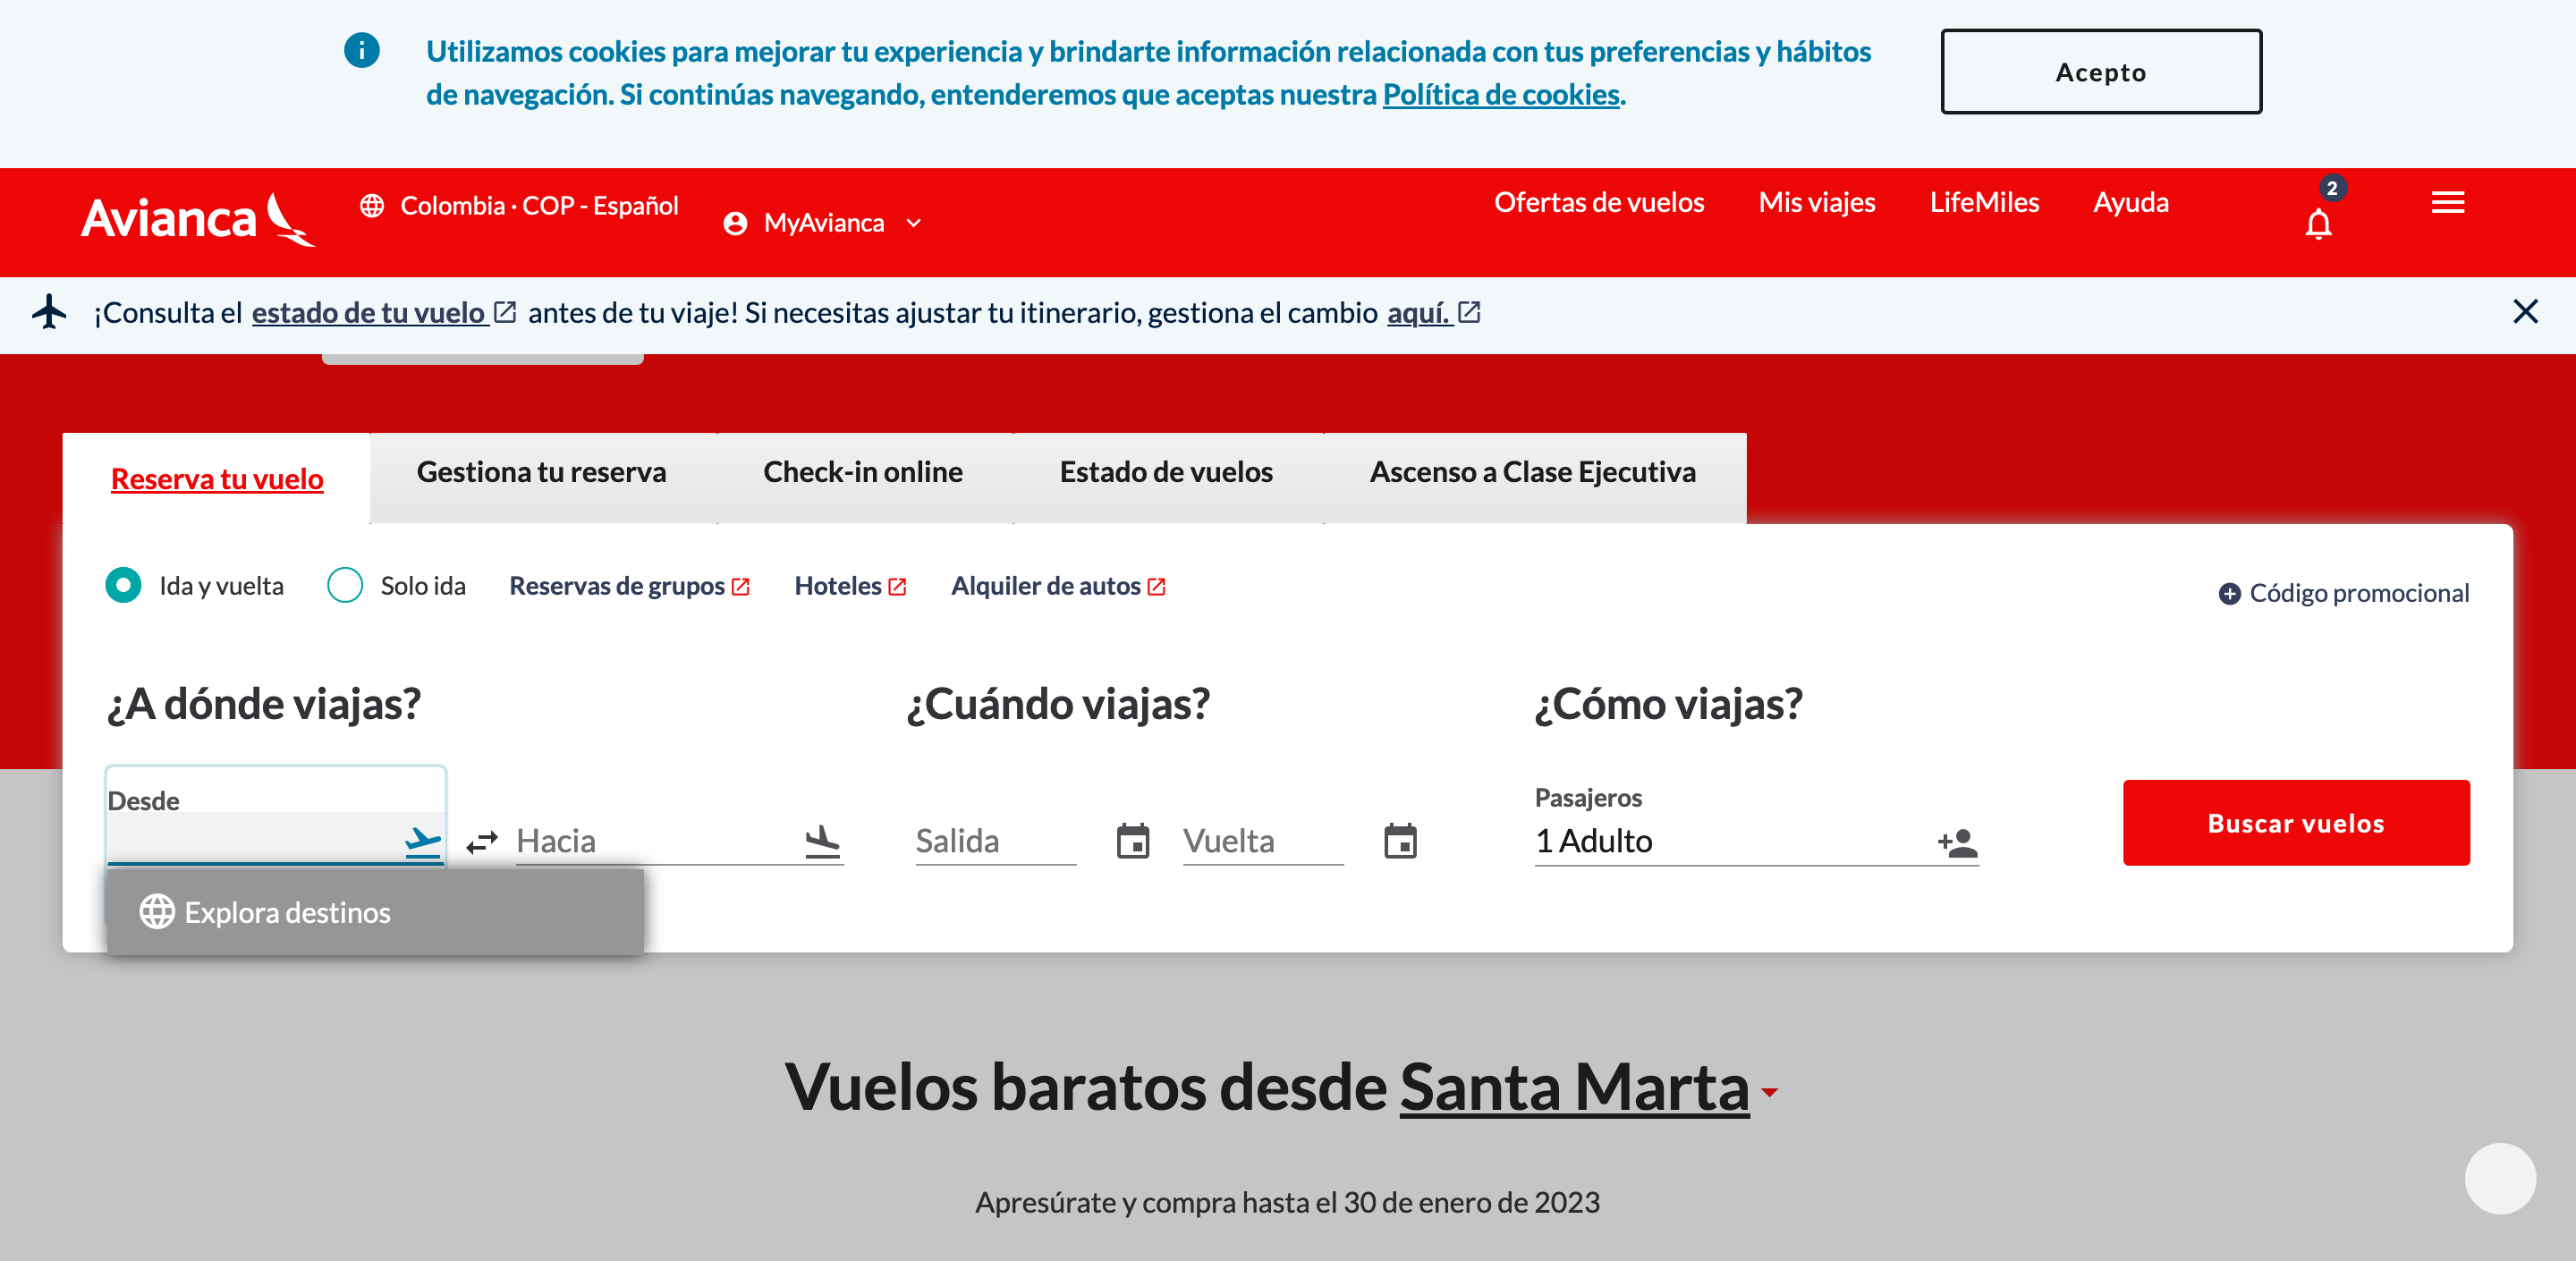 Utilizamos cookies para mejorar tu experiencia y brindarte información relacionada con tus preferencias y hábitos
de navegación. Si continúas navegando, entenderemos que aceptas nuestra Política de cookies.
Acepto
Avianca
Colombia · COP - Español
MyAvianca
Ofertas de vuelos
Mis viajes
LifeMiles
Ayuda
2
¡Consulta el estado de tu vuelo antes de tu viaje! Si necesitas ajustar tu itinerario, gestiona el cambio aquí.
Reserva tu vuelo
Gestiona tu reserva
Check-in online
Estado de vuelos
Ascenso a Clase Ejecutiva
Ida y vuelta
Solo ida
Reservas de grupos
Hoteles
Alquiler de autos
Código promocional
¿A dónde viajas?
¿Cuándo viajas?
¿Cómo viajas?
Desde
Hacia
Salida
Vuelta
Pasajeros
1 Adulto
Buscar vuelos
Explora destinos
Vuelos baratos desde Santa Marta
Apresúrate y compra hasta el 30 de enero de 2023